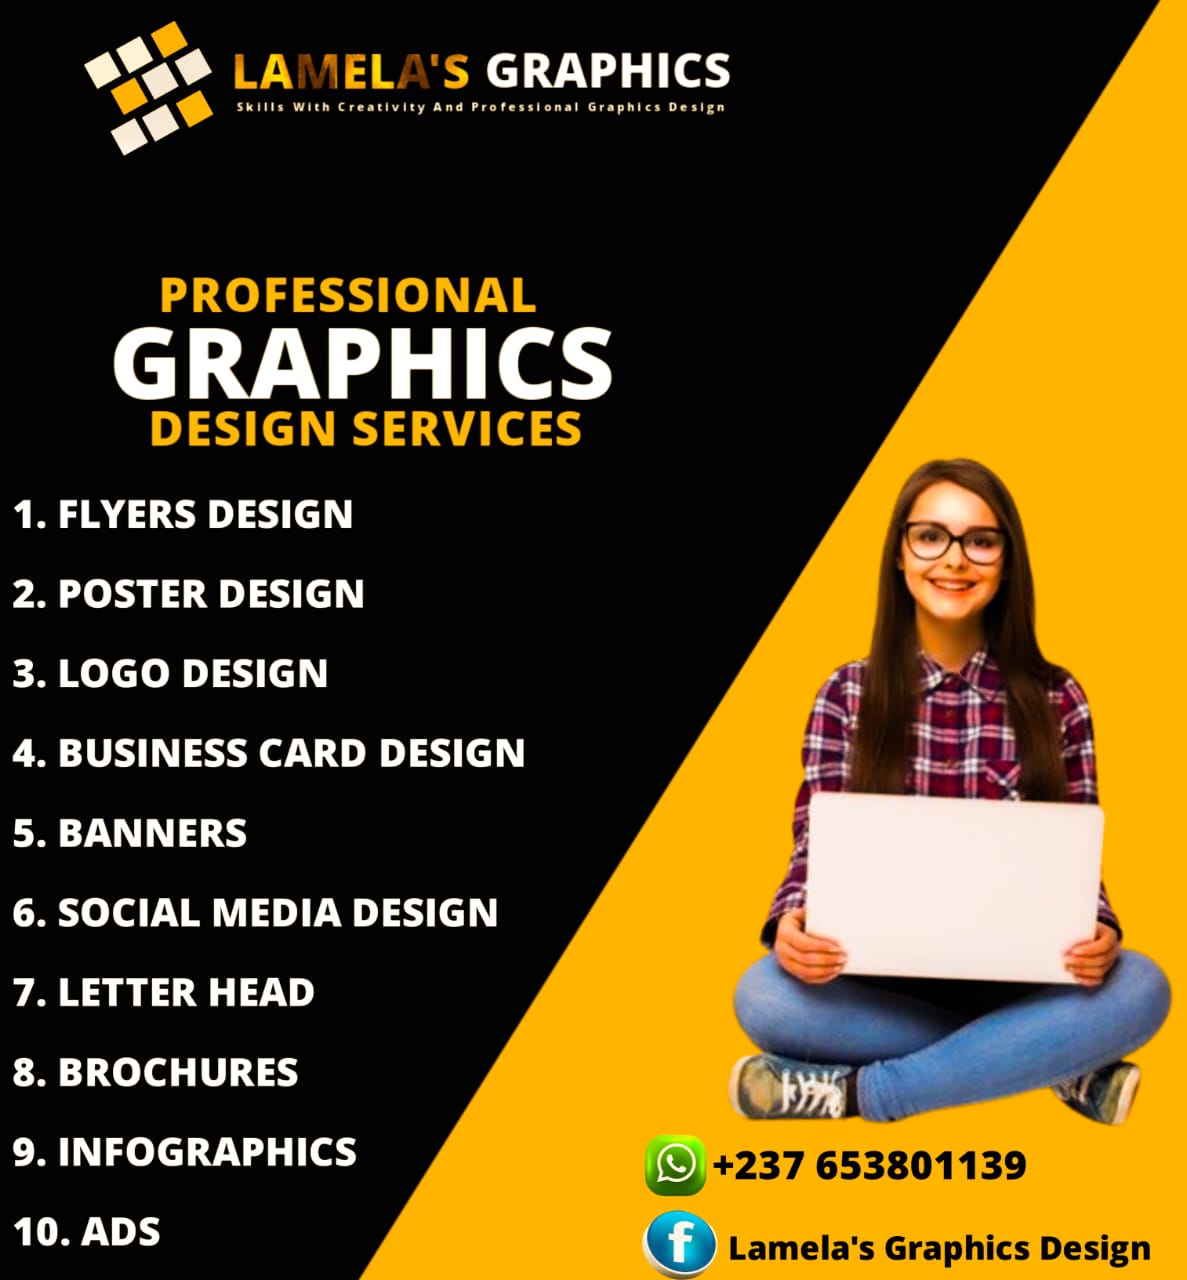 LAMELA'S GRAPHICS
Skills With Creativity And Professional Graphics Design
PROFESSIONAL
GRAPHICS
DESIGN SERVICES
1. FLYERS DESIGN
2. POSTER DESIGN
3. LOGO DESIGN
4. BUSINESS CARD DESIGN
5. BANNERS
6. SOCIAL MEDIA DESIGN
7. LETTER HEAD
8. BROCHURES
9. INFOGRAPHICS
10. ADS
+237 653801139
f Lamela's Graphics Design